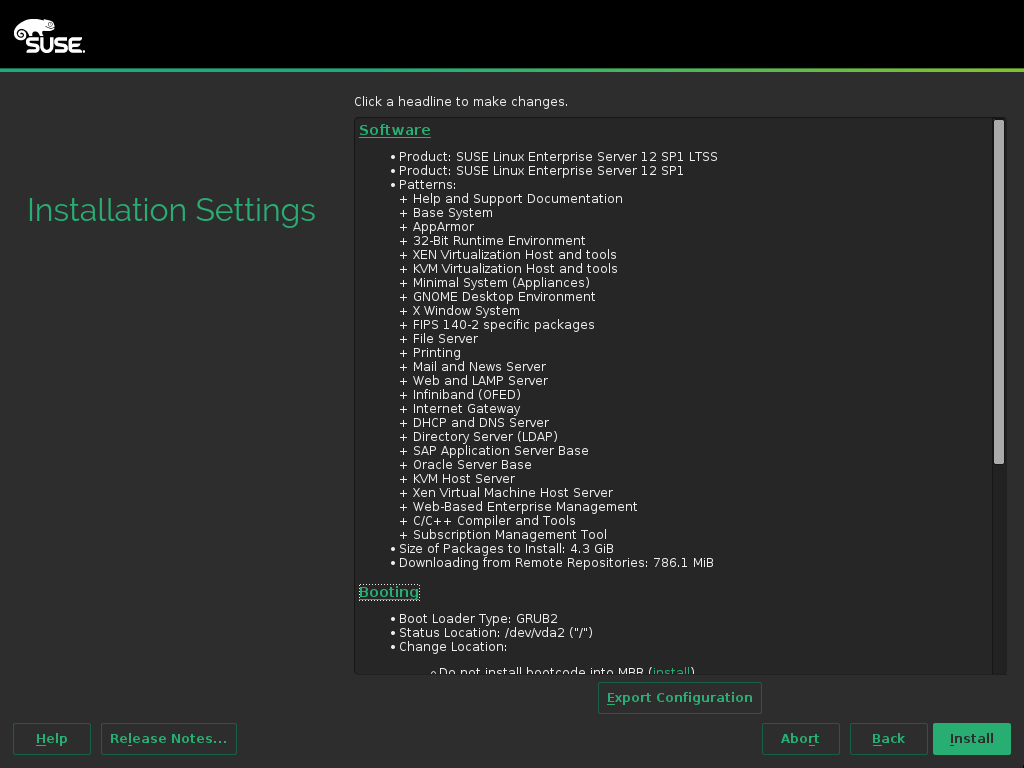 SUSE.
Click a headline to make changes.
Installation Settings
Software
• Product: SUSE Linux Enterprise Server 12 SP1 LTSS
• Product: SUSE Linux Enterprise Server 12 SP1
• Patterns:
+ Help and Support Documentation
+ Base System
+ AppArmor
+ 32-Bit Runtime Environment
+ XEN Virtualization Host and tools
+ KVM Virtualization Host and tools
+ Minimal System (Appliances)
+ GNOME Desktop Environment
+ X Window System
+ FIPS 140-2 specific packages
+ File Server
+ Printing
+ Mail and News Server
+ Web and LAMP Server
+ Infiniband (OFED)
+ Internet Gateway
+ DHCP and DNS Server
+ Directory Server (LDAP)
+ SAP Application Server Base
+ Oracle Server Base
+ KVM Host Server
+ Xen Virtual Machine Host Server
+ Web-Based Enterprise Management
+ C/C++ Compiler and Tools
+ Subscription Management Tool
• Size of Packages to Install: 4.3 GiB
• Downloading from Remote Repositories: 786.1 MiB
Booting
• Boot Loader Type: GRUB2
• Status Location: /dev/vda2 ("/")
• Change Location:
◦ Do not install bootcode into MBR (install)
Export Configuration
Help
Release Notes...
Abort
Back
Install